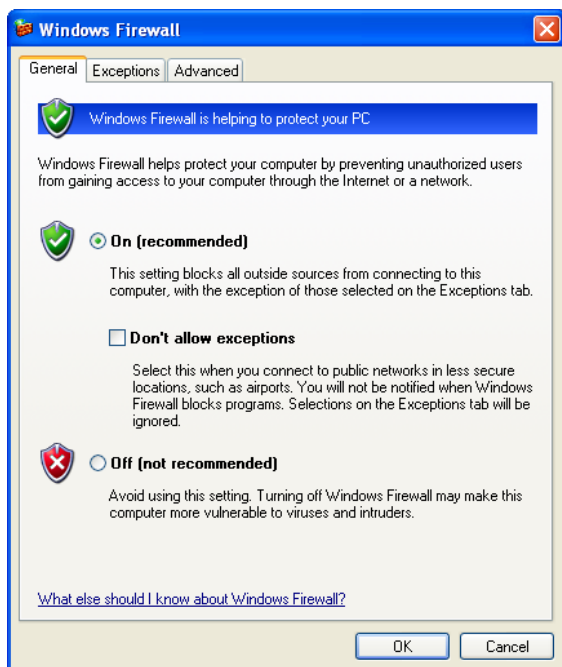 Windows Firewall
General Exceptions Advanced
Windows Firewall is helping to protect your PC
Windows Firewall helps protect your computer by preventing unauthorized users
from gaining access to your computer through the Internet or a network.
On (recommended)
This setting blocks all outside sources from connecting to this
computer, with the exception of those selected on the Exceptions tab.
Don't allow exceptions
Select this when you connect to public networks in less secure
locations, such as airports. You will not be notified when Windows
Firewall blocks programs. Selections on the Exceptions tab will be
ignored.
Off (not recommended)
Avoid using this setting. Turning off Windows Firewall may make this
computer more vulnerable to viruses and intruders.
What else should I know about Windows Firewall?
OK Cancel